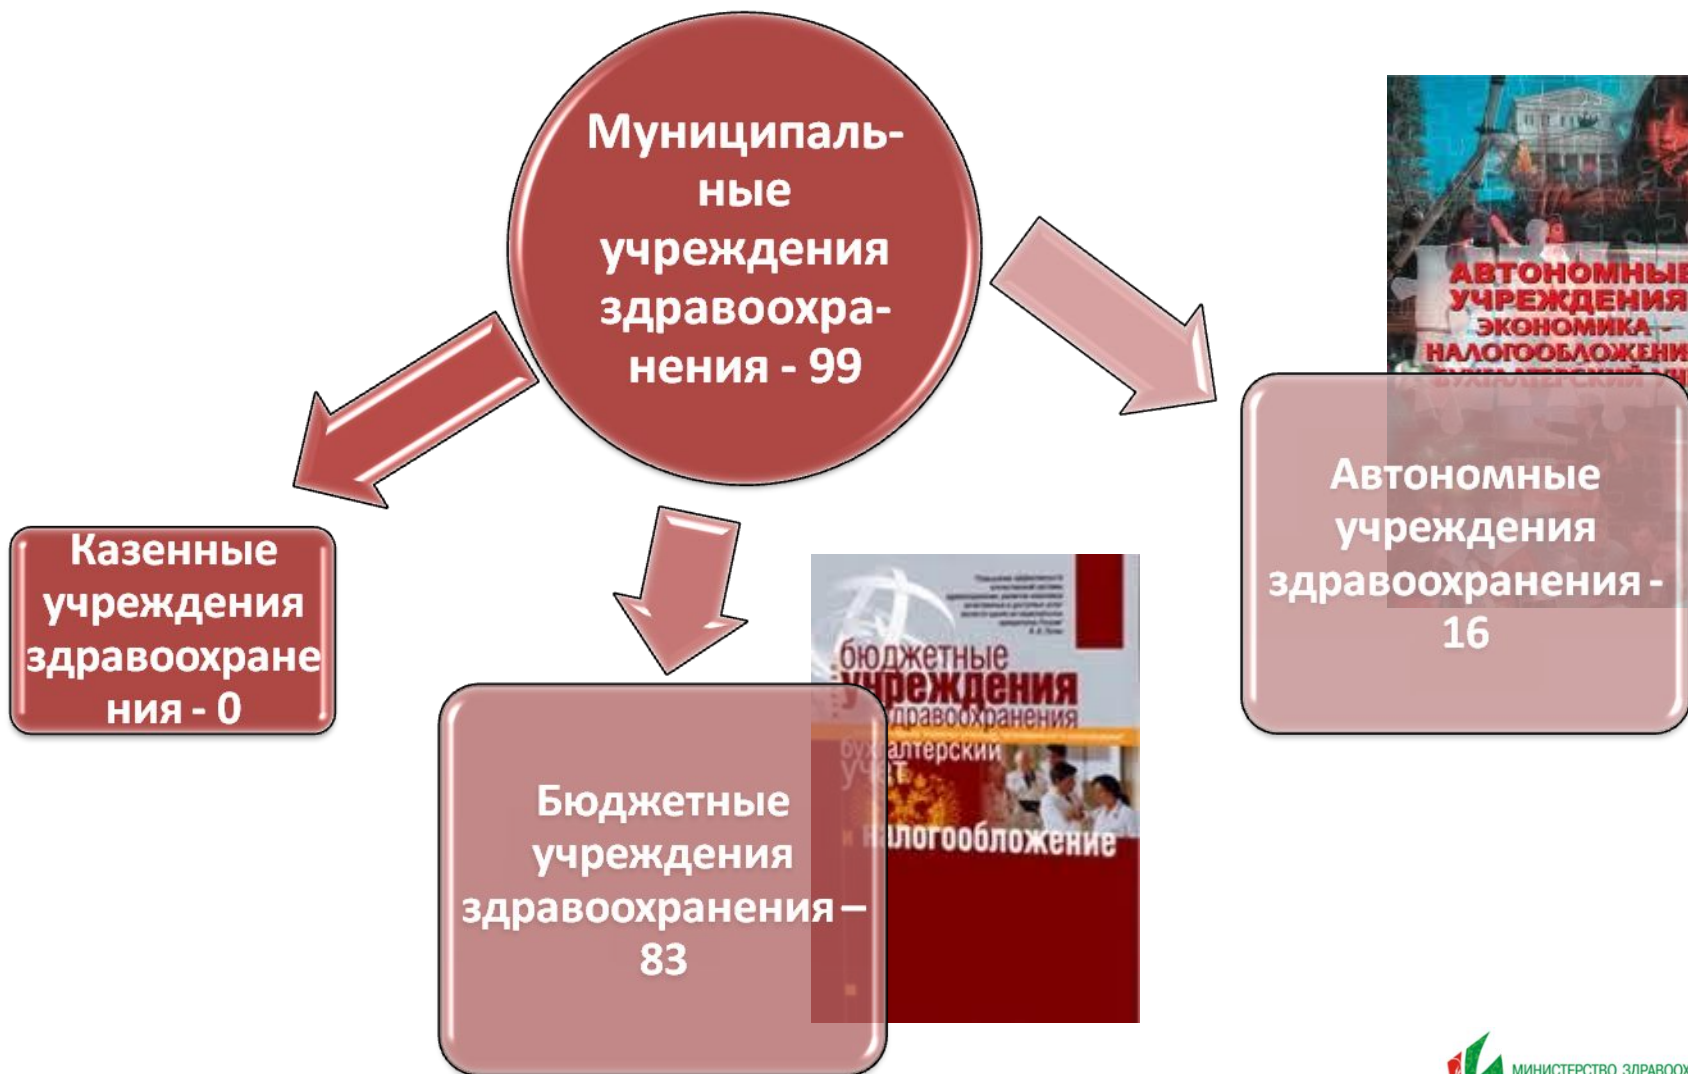 Муниципаль-
ные
учреждения
здравоохра-
нения - 99
АВТОНОМНЫЕ
УЧРЕЖДЕНИЯ
ЭКОНОМИКА -
НАЛОГООБЛОЖЕНИ
Автономные
учреждения
здравоохранения -
16
Казенные
учреждения
здравоохране
ния - 0
бюджетные
учреждения
здравоохранения
бухгалтерский
учет
налогообложение
Бюджетные
учреждения
здравоохранения –
83
МИНИСТЕРСТВО ЗДРАВООХ